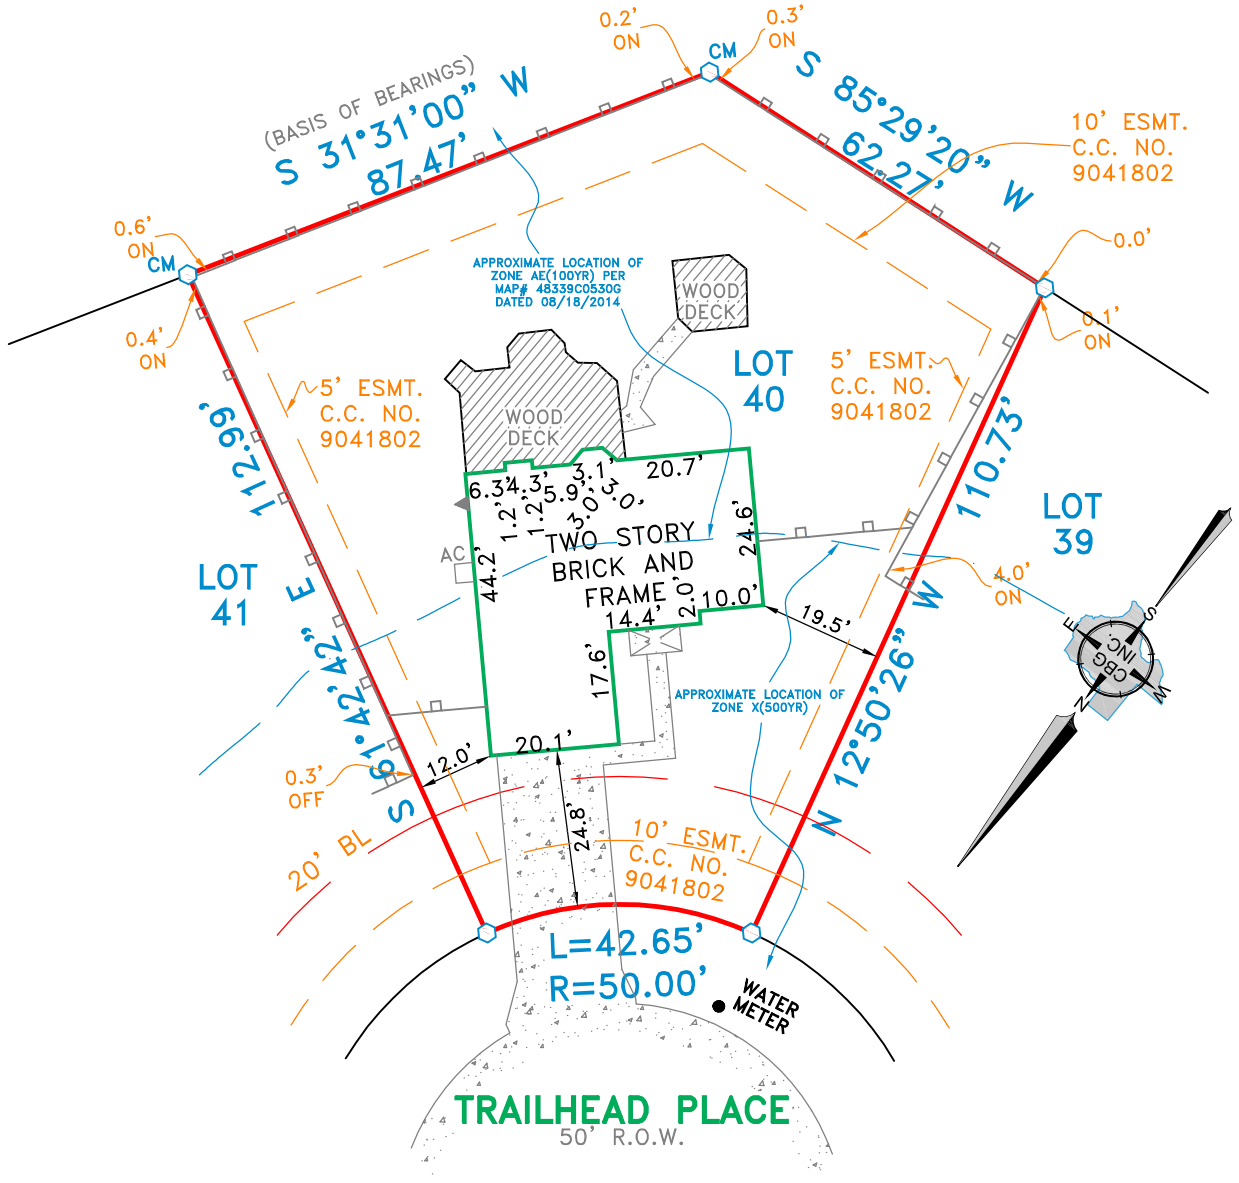 0.2'
ON
0.3'
ON
CM
(BASIS OF BEARINGS)
S 31°31'00" W
87.47'
S 85°29'20" W
62.27'
10' ESMT.
C.C. NO.
9041802
0.6'
ON
CM
0.0'
0.4'
ON
0.1'
ON
APPROXIMATE LOCATION OF
ZONE AE(100YR) PER
MAP# 48339C0530G
DATED 08/18/2014
WOOD
DECK
LOT
40
5' ESMT.
C.C. NO.
9041802
5' ESMT.
C.C. NO.
9041802
WOOD
DECK
112.99'
S 61°42'42" E
110.73'
N 12°50'26" W
6.3'
4.3'
3.1'
20.7'
5.9'
3.0'
3.0'
1.2'
1.2'
24.6'
44.2'
TWO STORY
BRICK AND
FRAME
AC
LOT
39
LOT
41
4.0'
ON
2.0'
10.0'
14.4'
19.5'
17.6'
S
E
CBG
INC.
W
N
APPROXIMATE LOCATION OF
ZONE X(500YR)
20.1'
12.0'
0.3'
OFF
24.8'
20' BL
10' ESMT.
C.C. NO.
9041802
L=42.65'
R=50.00'
WATER
METER
TRAILHEAD PLACE
50' R.O.W.